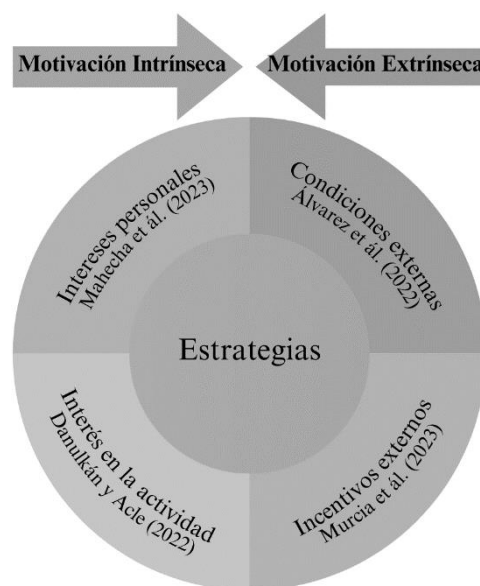 Motivación Intrínseca
Motivación Extrínseca
Intereses personales
Mahecha et ál. (2023)
Condiciones externas
Álvarez et ál. (2022)
Estrategias
Interés en la actividad
Danulkán y Acle (2022)
Incentivos externos
Murcia et ál. (2023)